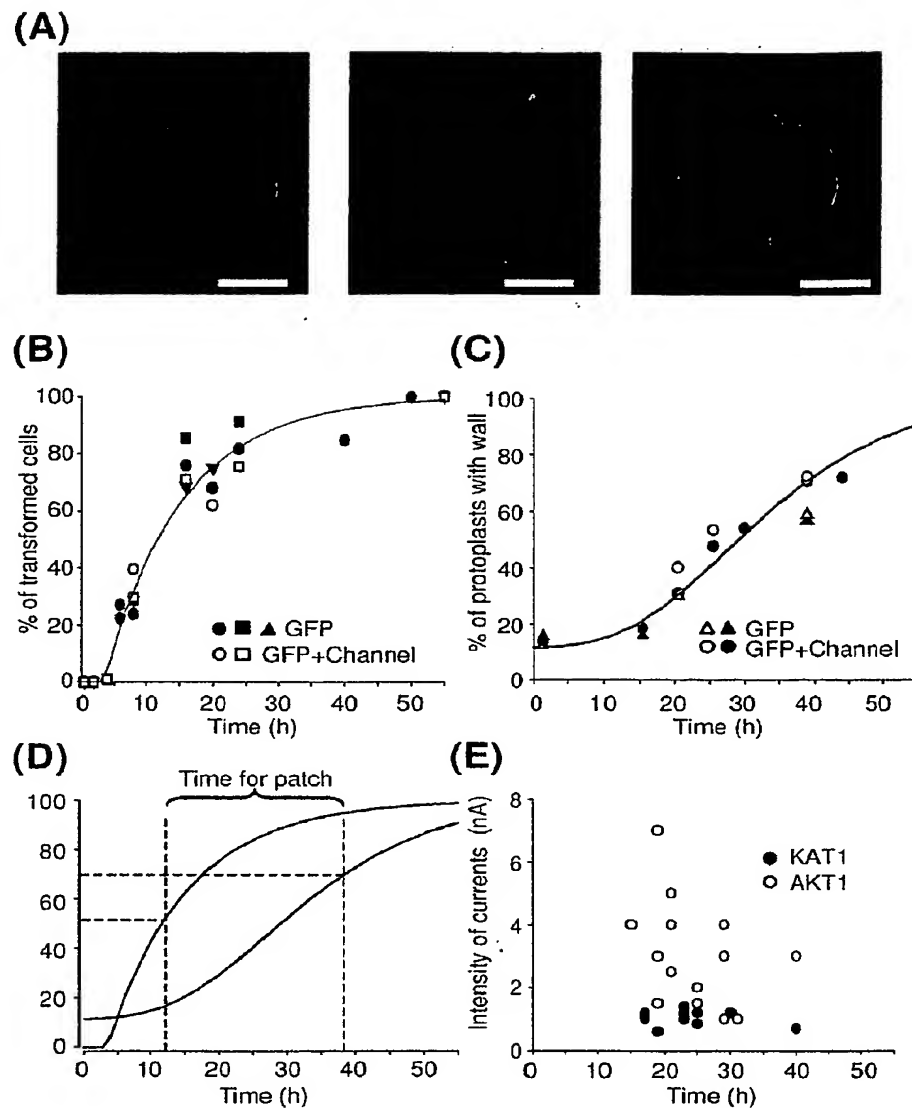 (A)
(B)
% of transformed cells
100
80
60
40
20
0
GFP
GFP+Channel
0 10 20 30 40 50
Time (h)
(C)
% of protoplasts with wall
100
80
60
40
20
0
GFP
GFP+Channel
0 10 20 30 40 50
Time (h)
(D)
Time for patch
100
80
60
40
20
0
0 10 20 30 40 50
Time (h)
(E)
Intensity of currents (nA)
8
6
4
2
0
KAT1
AKT1
0 10 20 30 40 50
Time (h)